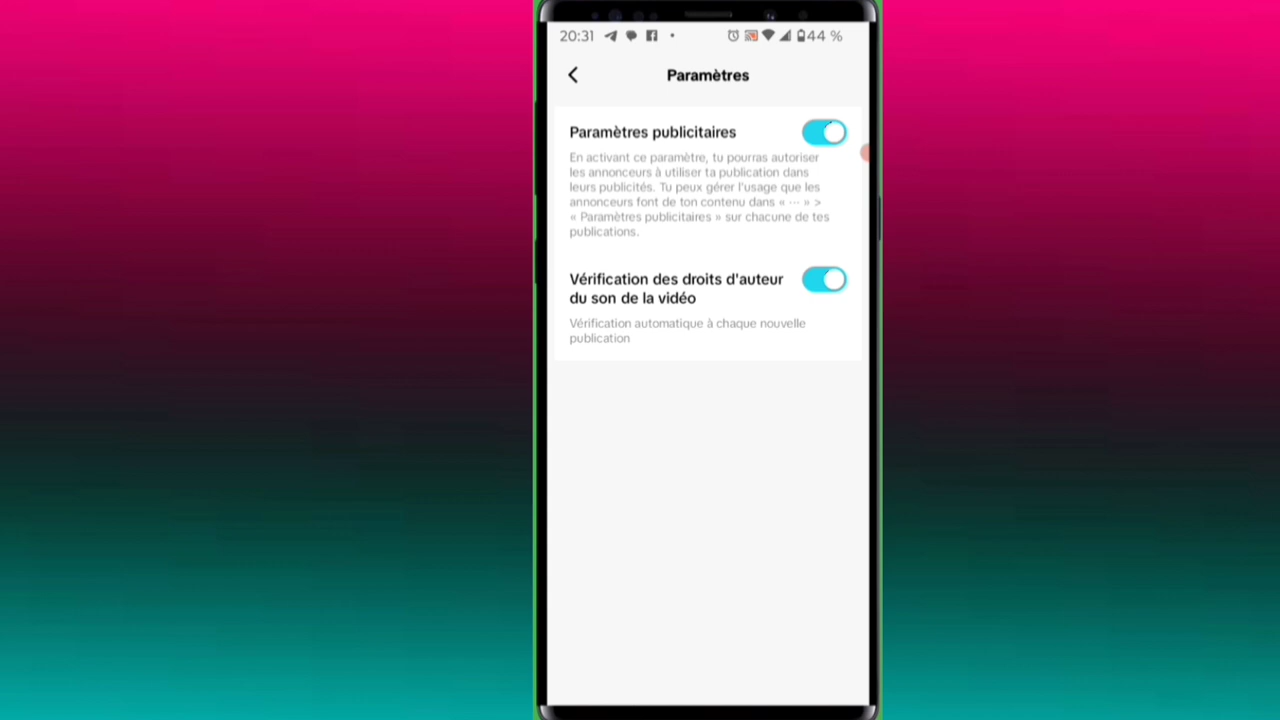 20:31 44 %
Paramètres
Paramètres publicitaires
En activant ce paramètre, tu pourras autoriser
les annonceurs à utiliser ta publication dans
leurs publicités. Tu peux gérer l'usage que les
annonceurs font de ton contenu dans « ··· » >
« Paramètres publicitaires » sur chacune de tes
publications.
Vérification des droits d'auteur
du son de la vidéo
Vérification automatique à chaque nouvelle
publication